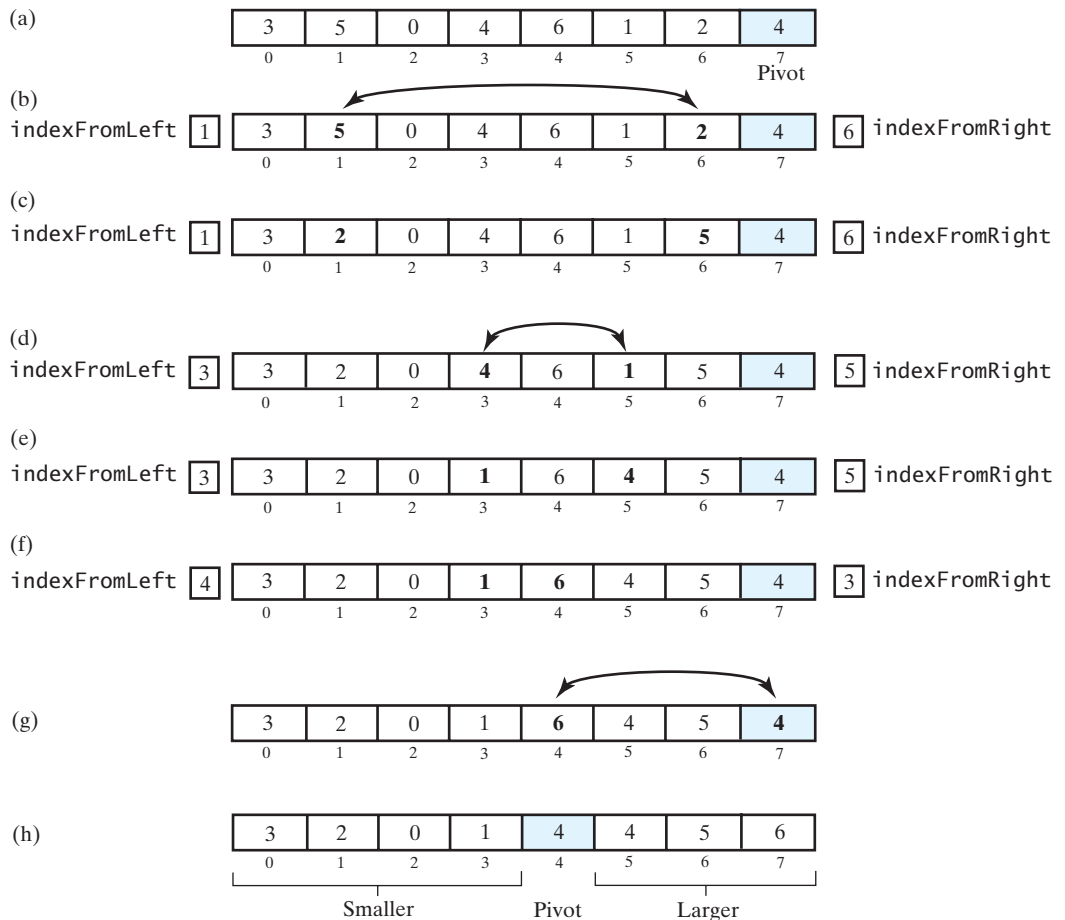 (a)
3 5 0 4 6 1 2 4
0 1 2 3 4 5 6 7
Pivot
(b)
indexFromLeft 1 3 5 0 4 6 1 2 4 6 indexFromRight
0 1 2 3 4 5 6 7
(c)
indexFromLeft 1 3 2 0 4 6 1 5 4 6 indexFromRight
0 1 2 3 4 5 6 7
(d)
indexFromLeft 3 3 2 0 4 6 1 5 4 5 indexFromRight
0 1 2 3 4 5 6 7
(e)
indexFromLeft 3 3 2 0 1 6 4 5 4 5 indexFromRight
0 1 2 3 4 5 6 7
(f)
indexFromLeft 4 3 2 0 1 6 4 5 4 3 indexFromRight
0 1 2 3 4 5 6 7
(g) 3 2 0 1 6 4 5 4
0 1 2 3 4 5 6 7
(h) 3 2 0 1 4 4 5 6
0 1 2 3 4 5 6 7
Smaller Pivot Larger